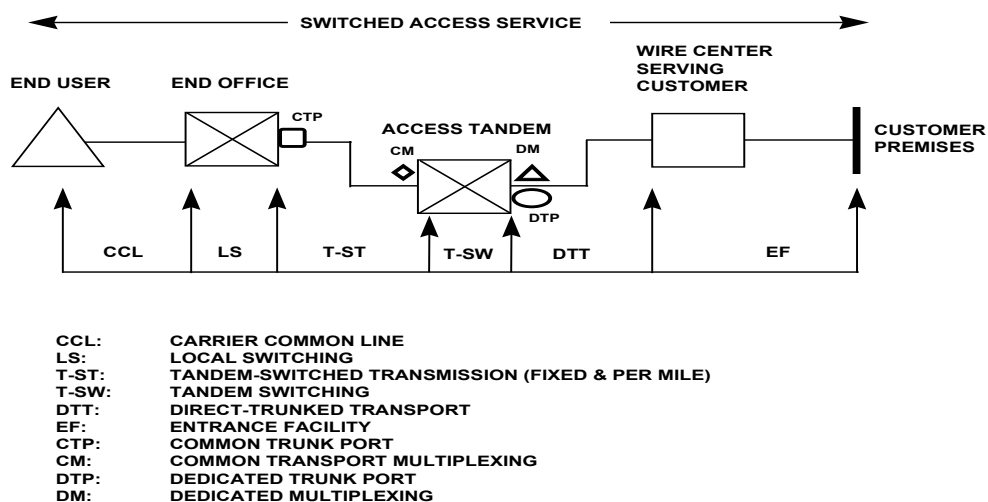 SWITCHED ACCESS SERVICE
WIRE CENTER
SERVING
CUSTOMER
END USER
END OFFICE
CTP
ACCESS TANDEM
CUSTOMER
PREMISES
CM
DM
DTP
CCL
LS
T-ST
T-SW
DTT
EF
CCL: CARRIER COMMON LINE
LS: LOCAL SWITCHING
T-ST: TANDEM-SWITCHED TRANSMISSION (FIXED & PER MILE)
T-SW: TANDEM SWITCHING
DTT: DIRECT-TRUNKED TRANSPORT
EF: ENTRANCE FACILITY
CTP: COMMON TRUNK PORT
CM: COMMON TRANSPORT MULTIPLEXING
DTP: DEDICATED TRUNK PORT
DM: DEDICATED MULTIPLEXING